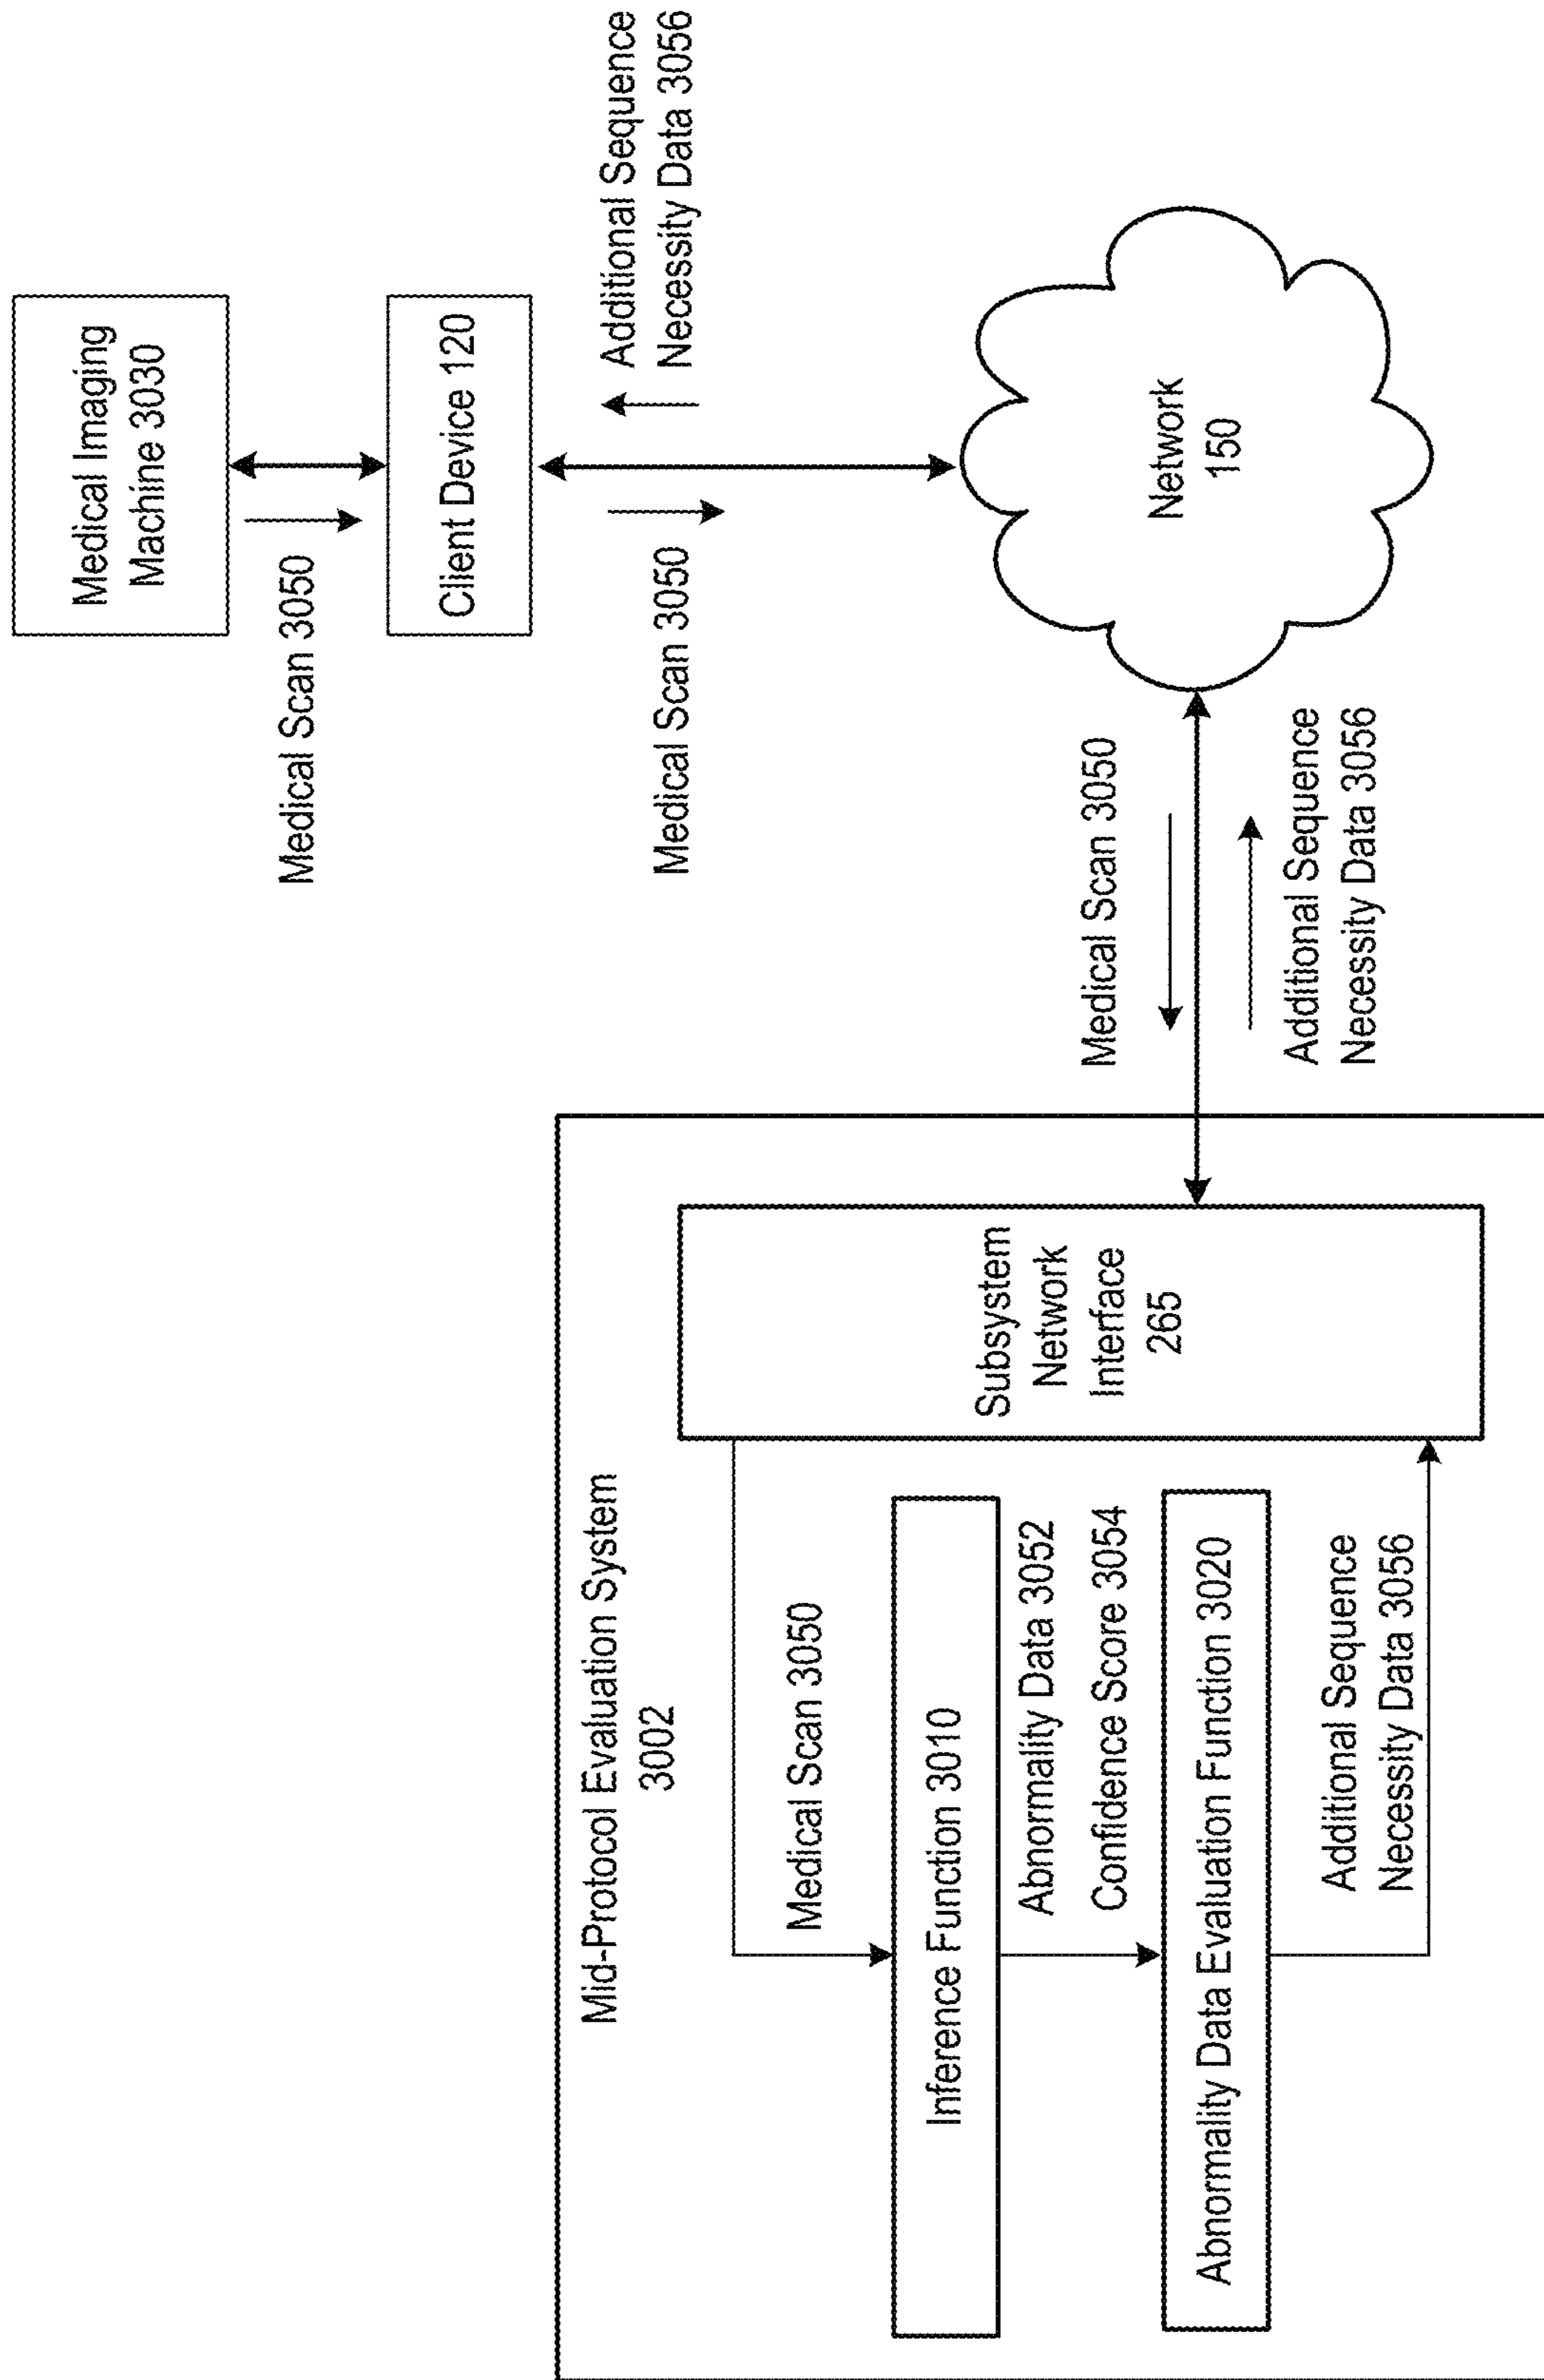 Mid-Protocol Evaluation System
3002
Medical Scan 3050
Inference Function 3010
Abnormality Data 3052
Confidence Score 3054
Abnormality Data Evaluation Function 3020
Additional Sequence
Necessity Data 3056
Subsystem
Network
Interface
265
Medical Scan 3050
Additional Sequence
Necessity Data 3056
Medical Imaging
Machine 3030
Medical Scan 3050
Client Device 120
Medical Scan 3050
Additional Sequence
Necessity Data 3056
Network
150